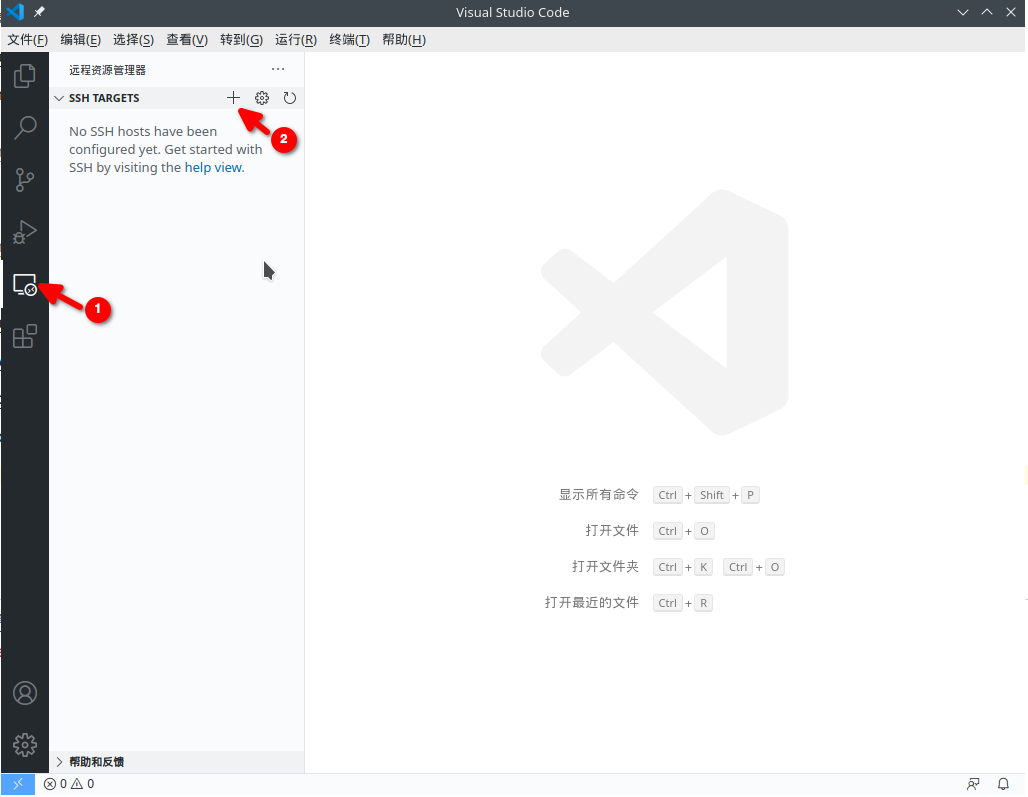 Visual Studio Code
文件(F) 编辑(E) 选择(S) 查看(V) 转到(G) 运行(R) 终端(T) 帮助(H)
远程资源管理器
SSH TARGETS
No SSH hosts have been
configured yet. Get started with
SSH by visiting the help view.
2
1
显示所有命令 Ctrl + Shift + P
打开文件 Ctrl + O
打开文件夹 Ctrl + K Ctrl + O
打开最近的文件 Ctrl + R
帮助和反馈
0 0